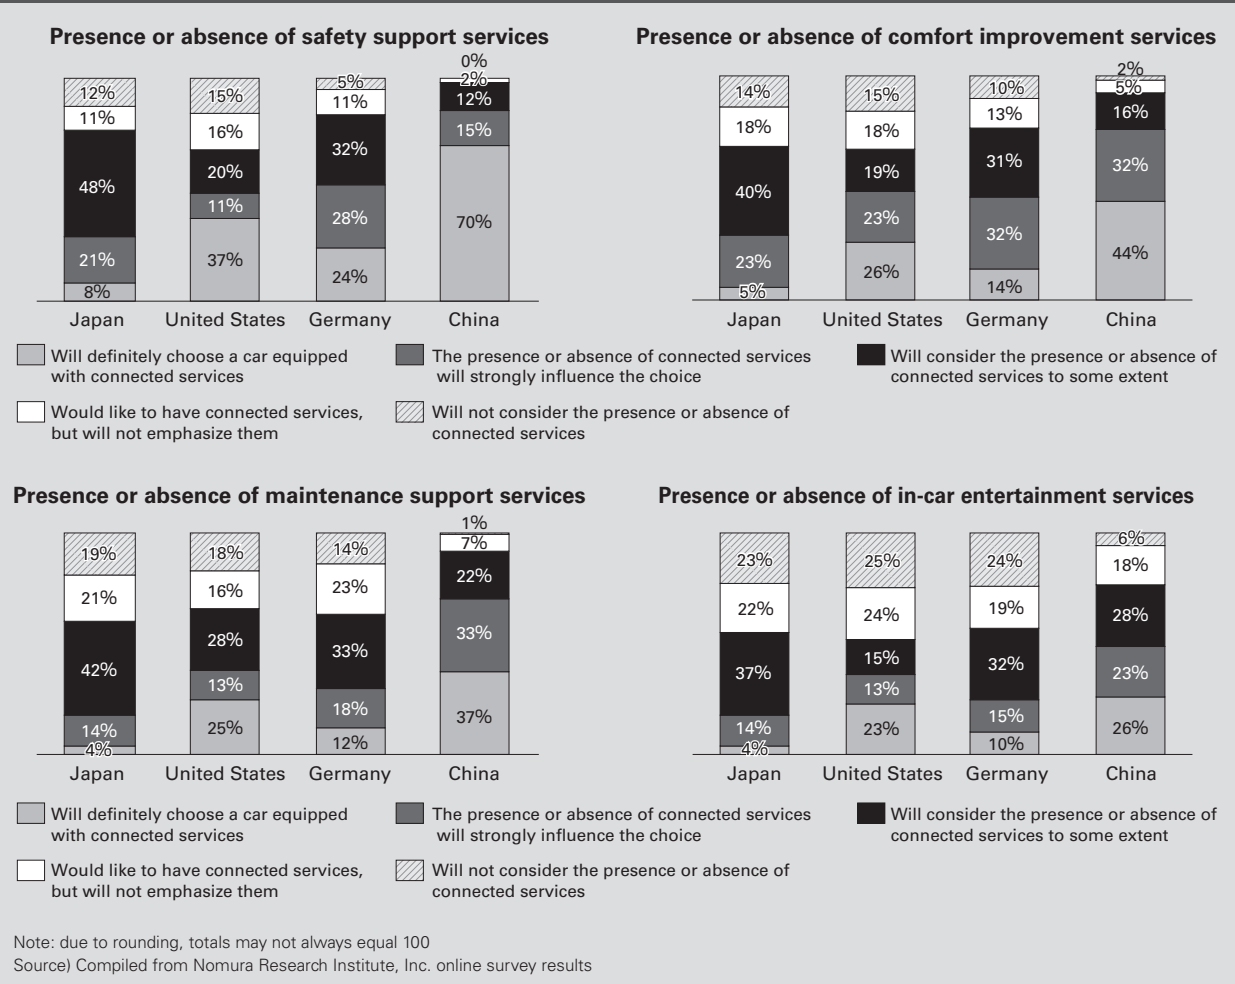 Presence or absence of safety support services
12%
11%
48%
21%
8%
15%
16%
20%
11%
37%
5%
11%
32%
28%
24%
0%
2%
12%
15%
70%
Japan United States Germany China
Presence or absence of comfort improvement services
14%
18%
40%
23%
5%
15%
18%
19%
23%
26%
10%
13%
31%
32%
14%
2%
5%
16%
32%
44%
Japan United States Germany China
Will definitely choose a car equipped
with connected services
The presence or absence of connected services
will strongly influence the choice
Will consider the presence or absence of
connected services to some extent
Would like to have connected services,
but will not emphasize them
Will not consider the presence or absence of
connected services
Presence or absence of maintenance support services
19%
21%
42%
14%
4%
18%
16%
28%
13%
25%
14%
23%
33%
18%
12%
1%
7%
22%
33%
37%
Japan United States Germany China
Presence or absence of in-car entertainment services
23%
22%
37%
14%
4%
25%
24%
15%
13%
23%
24%
19%
32%
15%
10%
6%
18%
28%
23%
26%
Japan United States Germany China
Will definitely choose a car equipped
with connected services
The presence or absence of connected services
will strongly influence the choice
Will consider the presence or absence of
connected services to some extent
Would like to have connected services,
but will not emphasize them
Will not consider the presence or absence of
connected services
Note: due to rounding, totals may not always equal 100
Source) Compiled from Nomura Research Institute, Inc. online survey results